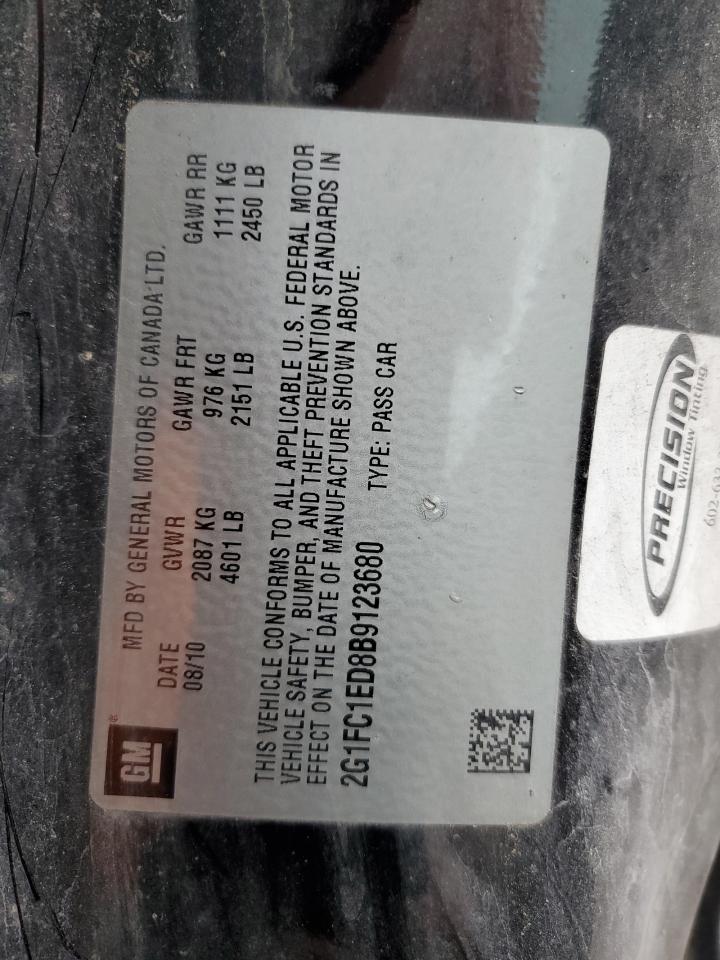 GM
MFD BY GENERAL MOTORS OF CANADA LTD.
DATE GVWR GAWR FRT GAWR RR
08/10 2087 KG 976 KG 1111 KG
4601 LB 2151 LB 2450 LB
THIS VEHICLE CONFORMS TO ALL APPLICABLE U.S. FEDERAL MOTOR
VEHICLE SAFETY, BUMPER, AND THEFT PREVENTION STANDARDS IN
EFFECT ON THE DATE OF MANUFACTURE SHOWN ABOVE.
2G1FC1ED8B9123680 TYPE: PASS CAR
PRECISION
Window Tinting